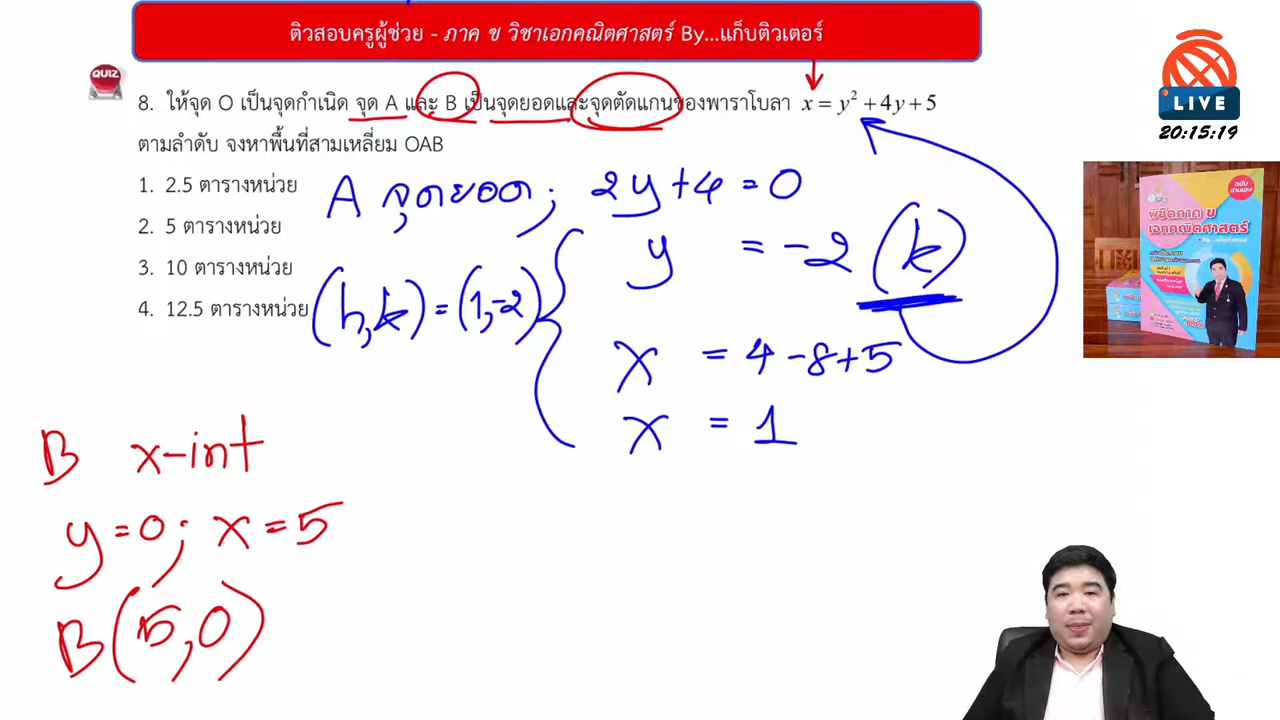 ติวสอบครูผู้ช่วย - ภาค ข วิชาเอกคณิตศาสตร์ By...แก็บติวเตอร์
LIVE
20:15:19
QUIZ
8. ให้จุด O เป็นจุดกำเนิด จุด A และ B เป็นจุดยอดและจุดตัดแกนของพาราโบลา x = y² + 4y + 5
ตามลำดับ จงหาพื้นที่สามเหลี่ยม OAB
1. 2.5 ตารางหน่วย
2. 5 ตารางหน่วย
3. 10 ตารางหน่วย
4. 12.5 ตารางหน่วย
A จุดยอด; 2y+4 = 0
y = -2 (k)
(h,k) = (1,-2)
x = 4-8+5
x = 1
B x-int
y=0; x=5
B(5,0)
พิชิตภาค ข
เอกคณิตศาสตร์